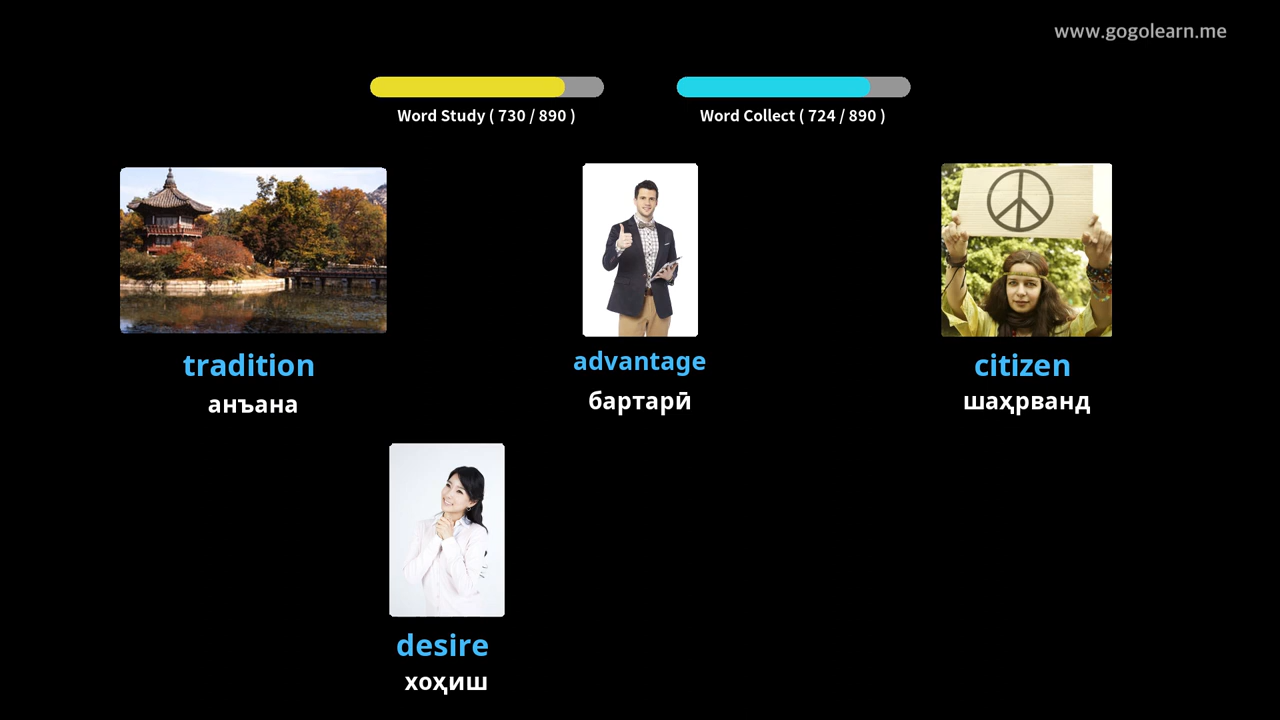 www.gogolearn.me
Word Study ( 730 / 890 )
Word Collect ( 724 / 890 )
tradition
анъана
advantage
бартарӣ
citizen
шаҳрванд
desire
хоҳиш